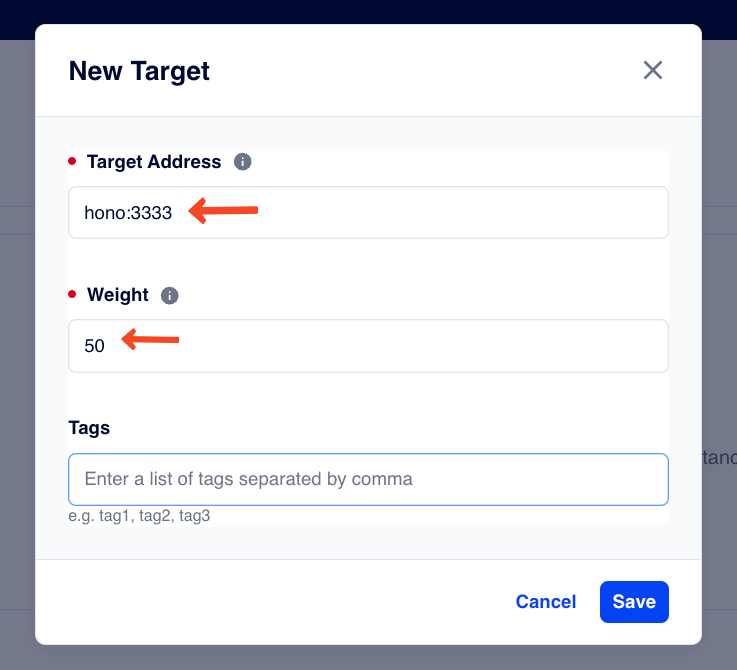 New Target
Target Address
hono:3333
Weight
50
Tags
Enter a list of tags separated by comma
e.g. tag1, tag2, tag3
Cancel
Save